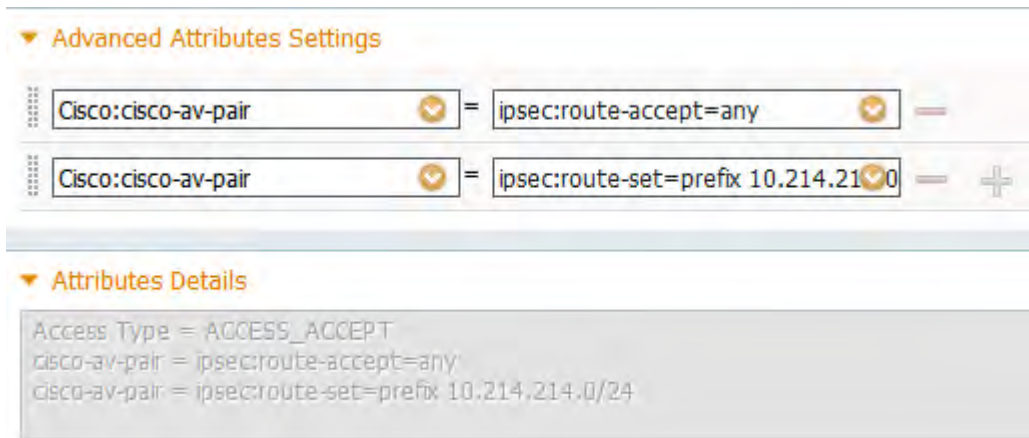 Advanced Attributes Settings
Cisco:cisco-av-pair = ipsec:route-accept=any
Cisco:cisco-av-pair = ipsec:route-set=prefix 10.214.21 0
Attributes Details
Access Type = ACCESS_ACCEPT
cisco-av-pair = ipsec:route-accept=any
cisco-av-pair = ipsec:route-set=prefix 10.214.214.0/24